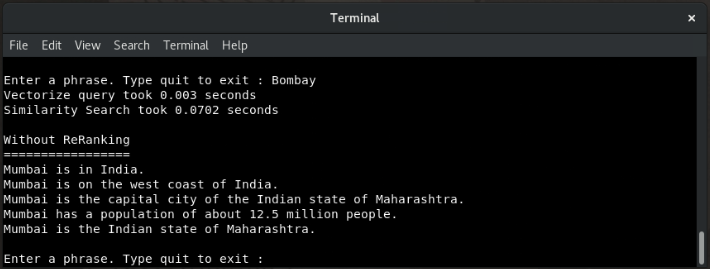 Terminal
×
File Edit View Search Terminal Help
Enter a phrase. Type quit to exit : Bombay
Vectorize query took 0.003 seconds
Similarity Search took 0.0702 seconds
Without ReRanking
=================
Mumbai is in India.
Mumbai is on the west coast of India.
Mumbai is the capital city of the Indian state of Maharashtra.
Mumbai has a population of about 12.5 million people.
Mumbai is the Indian state of Maharashtra.
Enter a phrase. Type quit to exit :